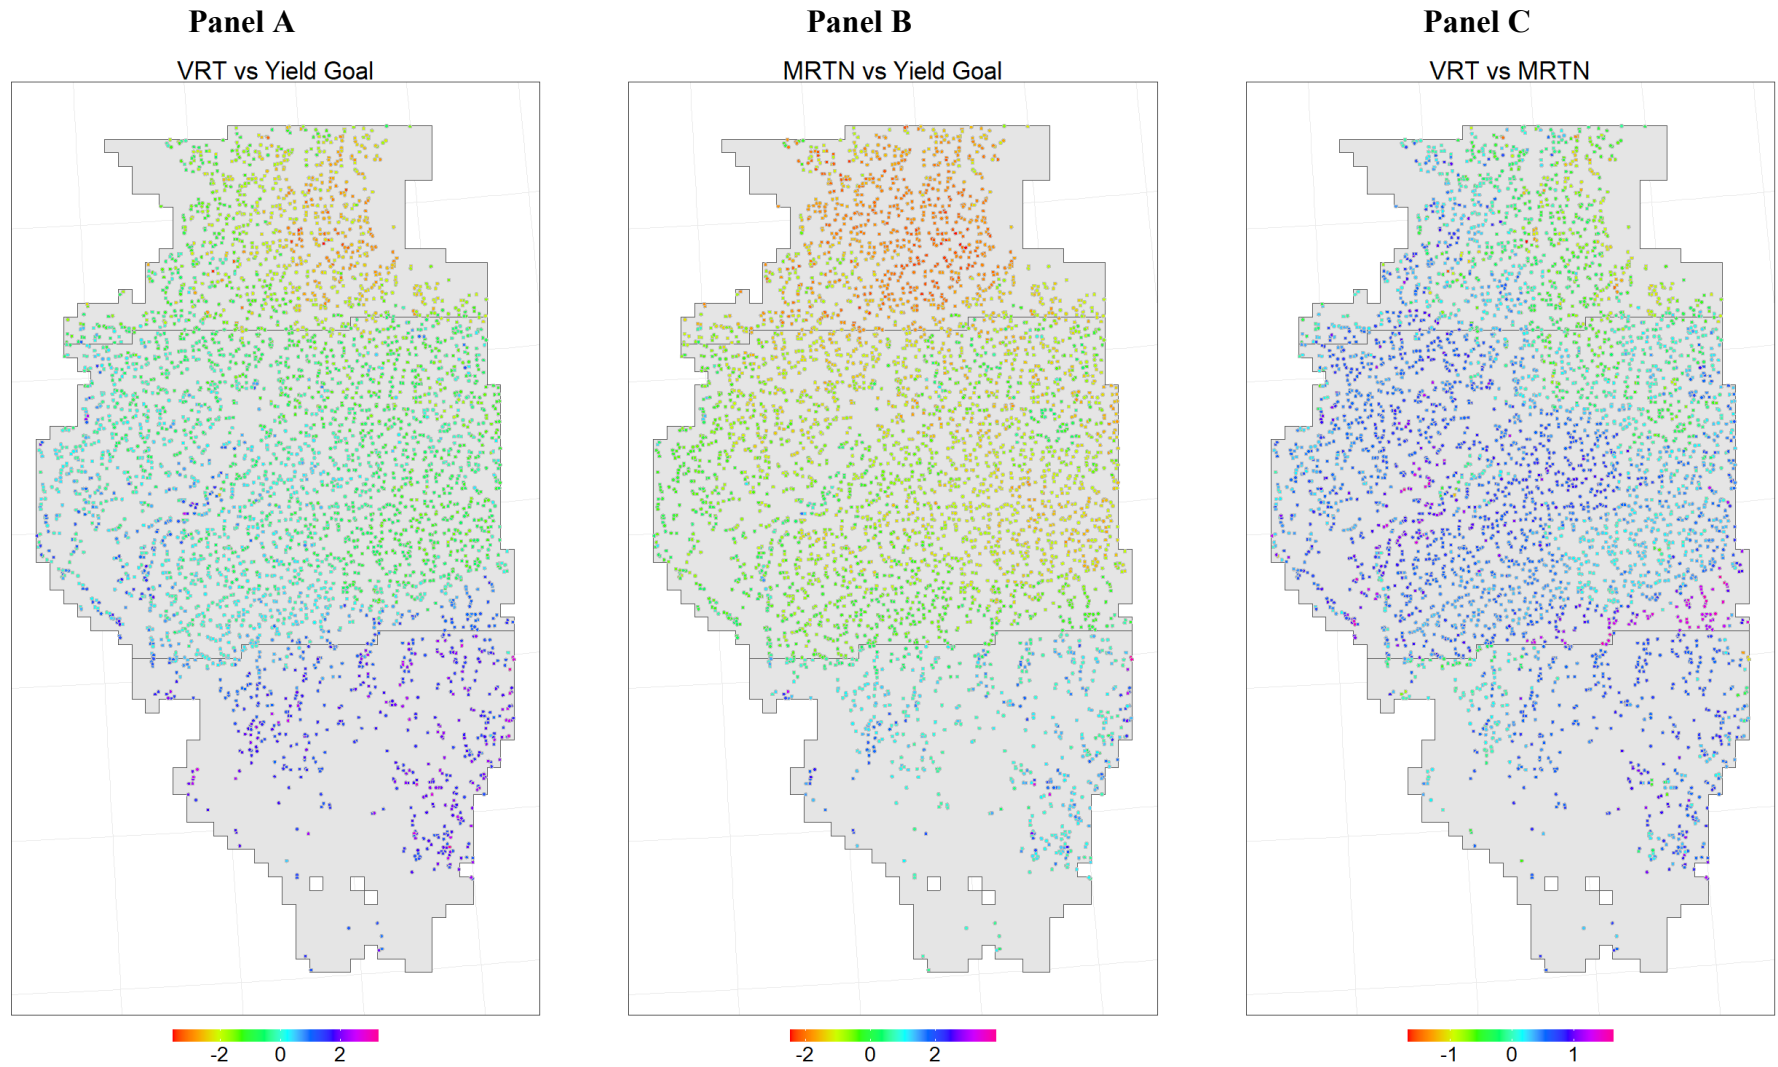 Panel A Panel B Panel C
VRT vs Yield Goal MRTN vs Yield Goal VRT vs MRTN
-2 0 2 -2 0 2 -1 0 1